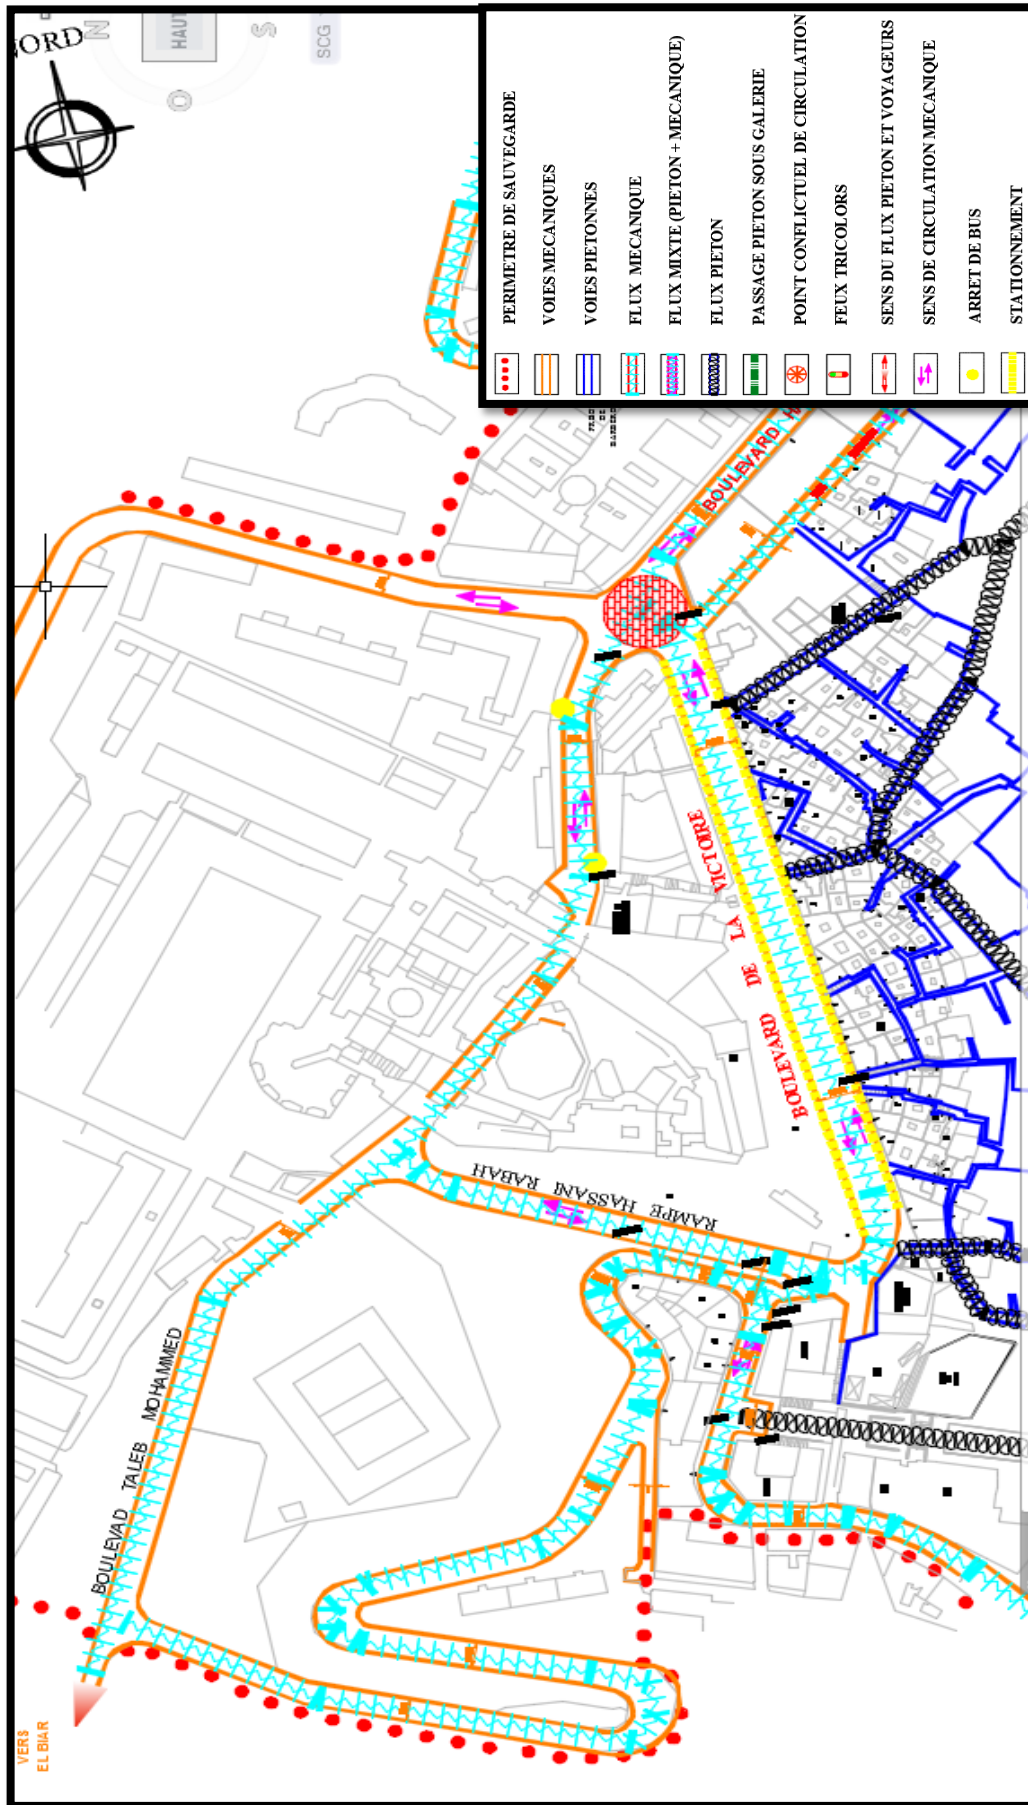 NORD
N
HAUT
S
O
SCG
PERIMETRE DE SAUVEGARDE
VOIES MECANIQUES
VOIES PIETONNES
FLUX MECANIQUE
FLUX MIXTE (PIETON + MECANIQUE)
FLUX PIETON
PASSAGE PIETON SOUS GALERIE
POINT CONFLICTUEL DE CIRCULATION
FEUX TRICOLORS
SENS DU FLUX PIETON ET VOYAGEURS
SENS DE CIRCULATION MECANIQUE
ARRET DE BUS
STATIONNEMENT
BOULEVARD H
BOULEVARD DE LA VICTOIRE
RAMPE HASSANI RABAH
BOULEVAD TALEB MOHAMMED
VERS
EL BIAR